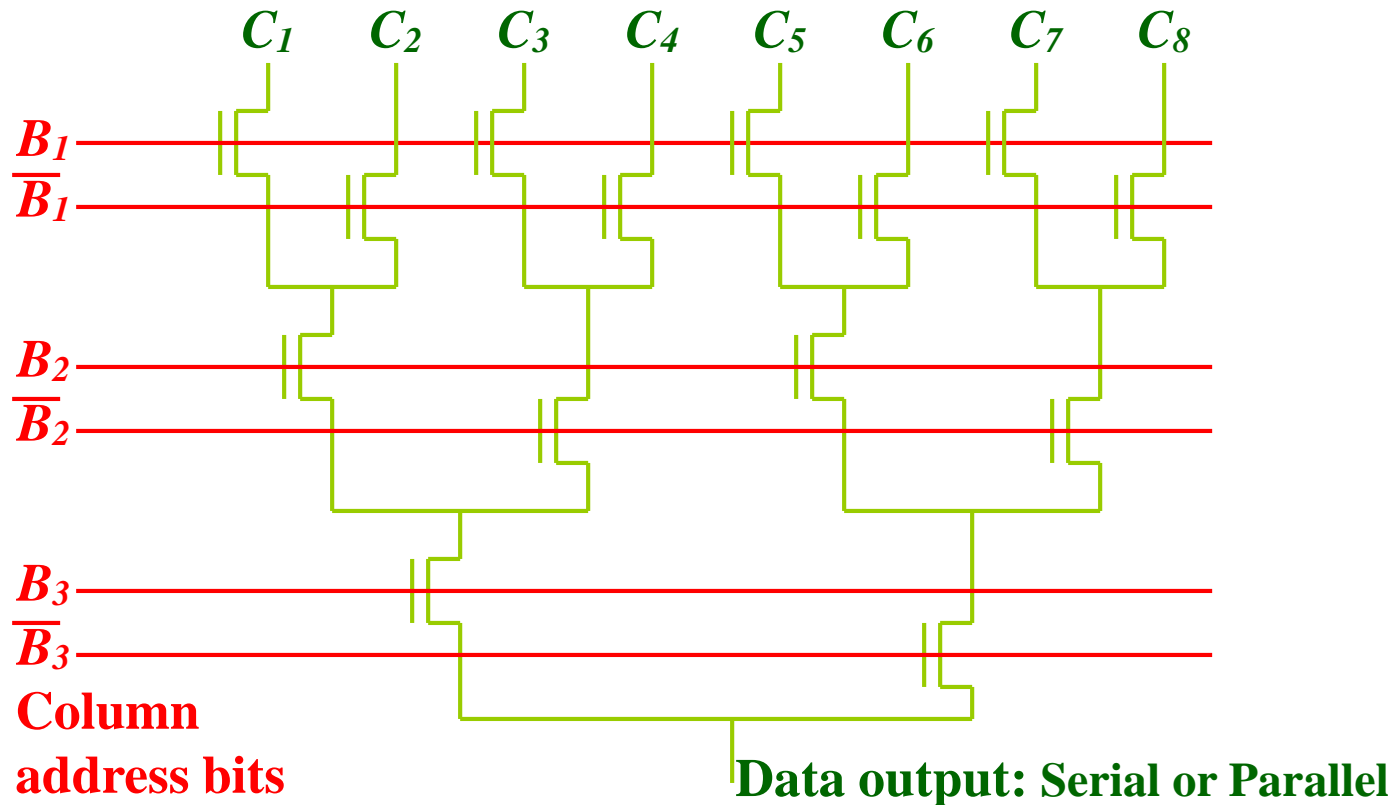 C₁ C₂ C₃ C₄ C₅ C₆ C₇ C₈
B₁
B̅₁
B₂
B̅₂
B₃
B̅₃
Column
address bits
Data output: Serial or Parallel